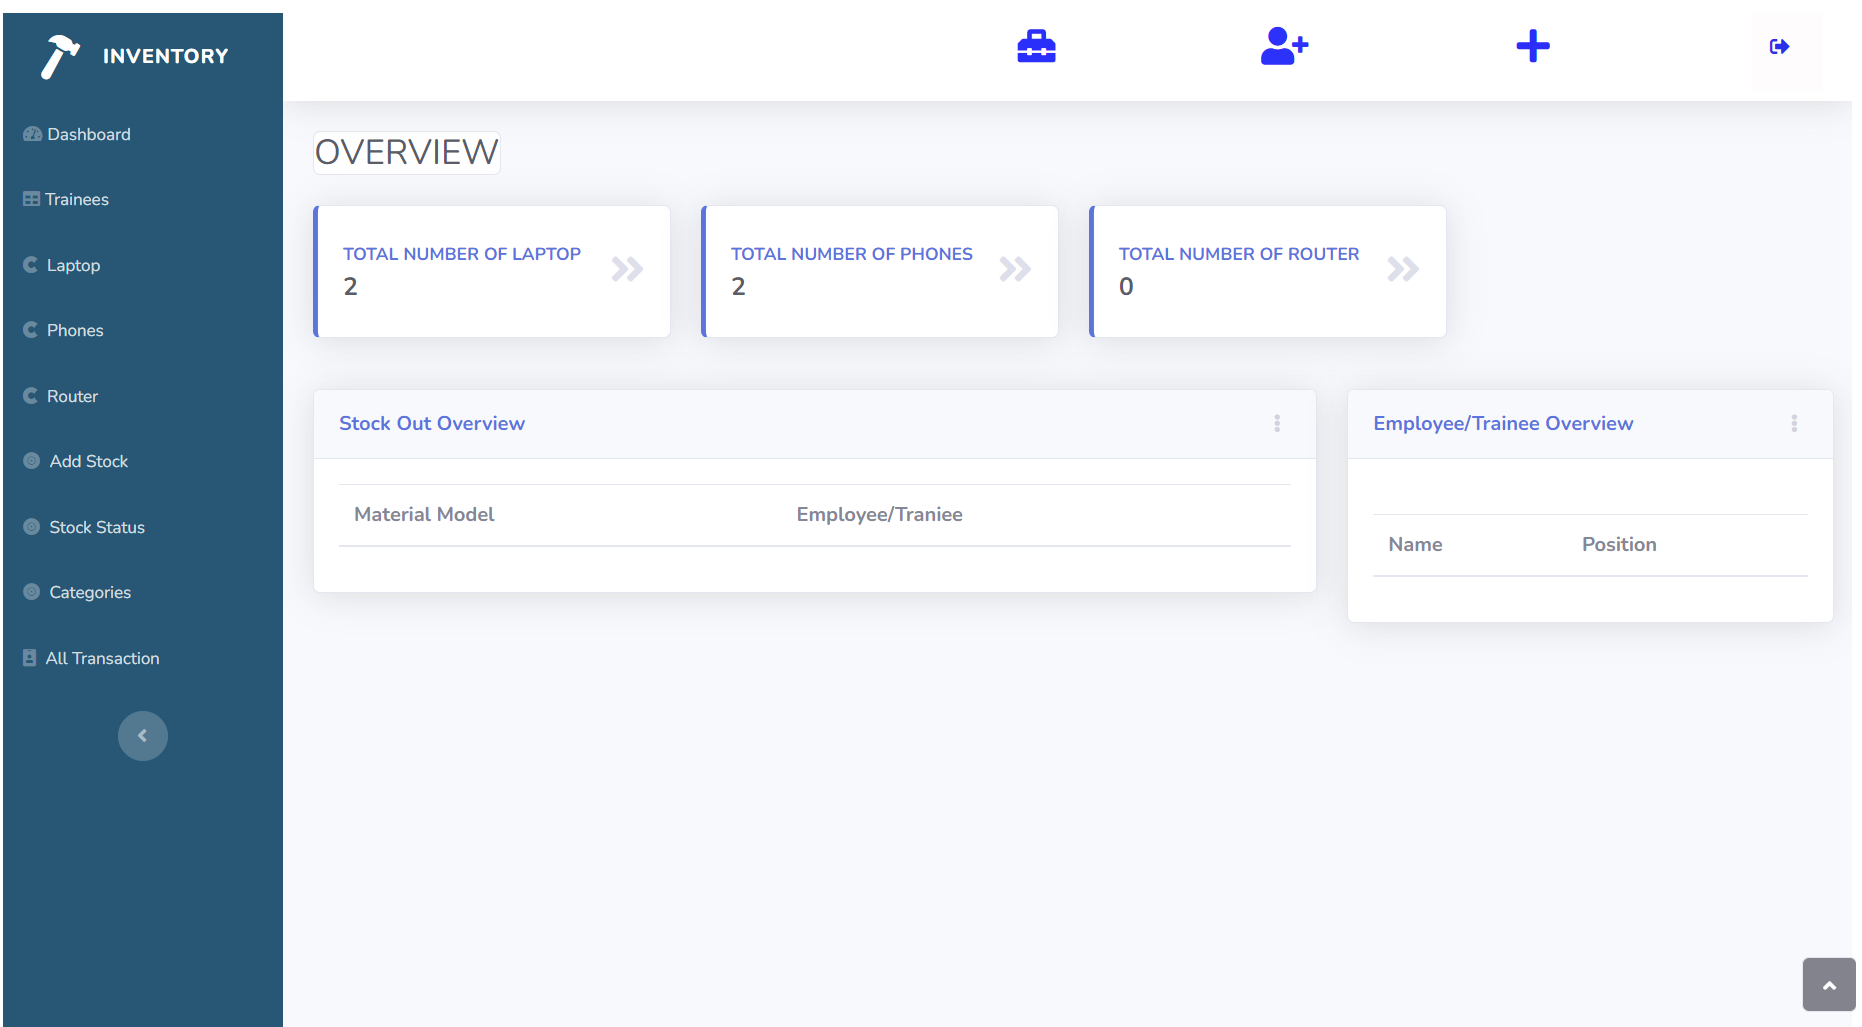 INVENTORY
Dashboard
Trainees
Laptop
Phones
Router
Add Stock
Stock Status
Categories
All Transaction
OVERVIEW
TOTAL NUMBER OF LAPTOP
2
TOTAL NUMBER OF PHONES
2
TOTAL NUMBER OF ROUTER
0
Stock Out Overview
Material Model Employee/Traniee
Employee/Trainee Overview
Name Position